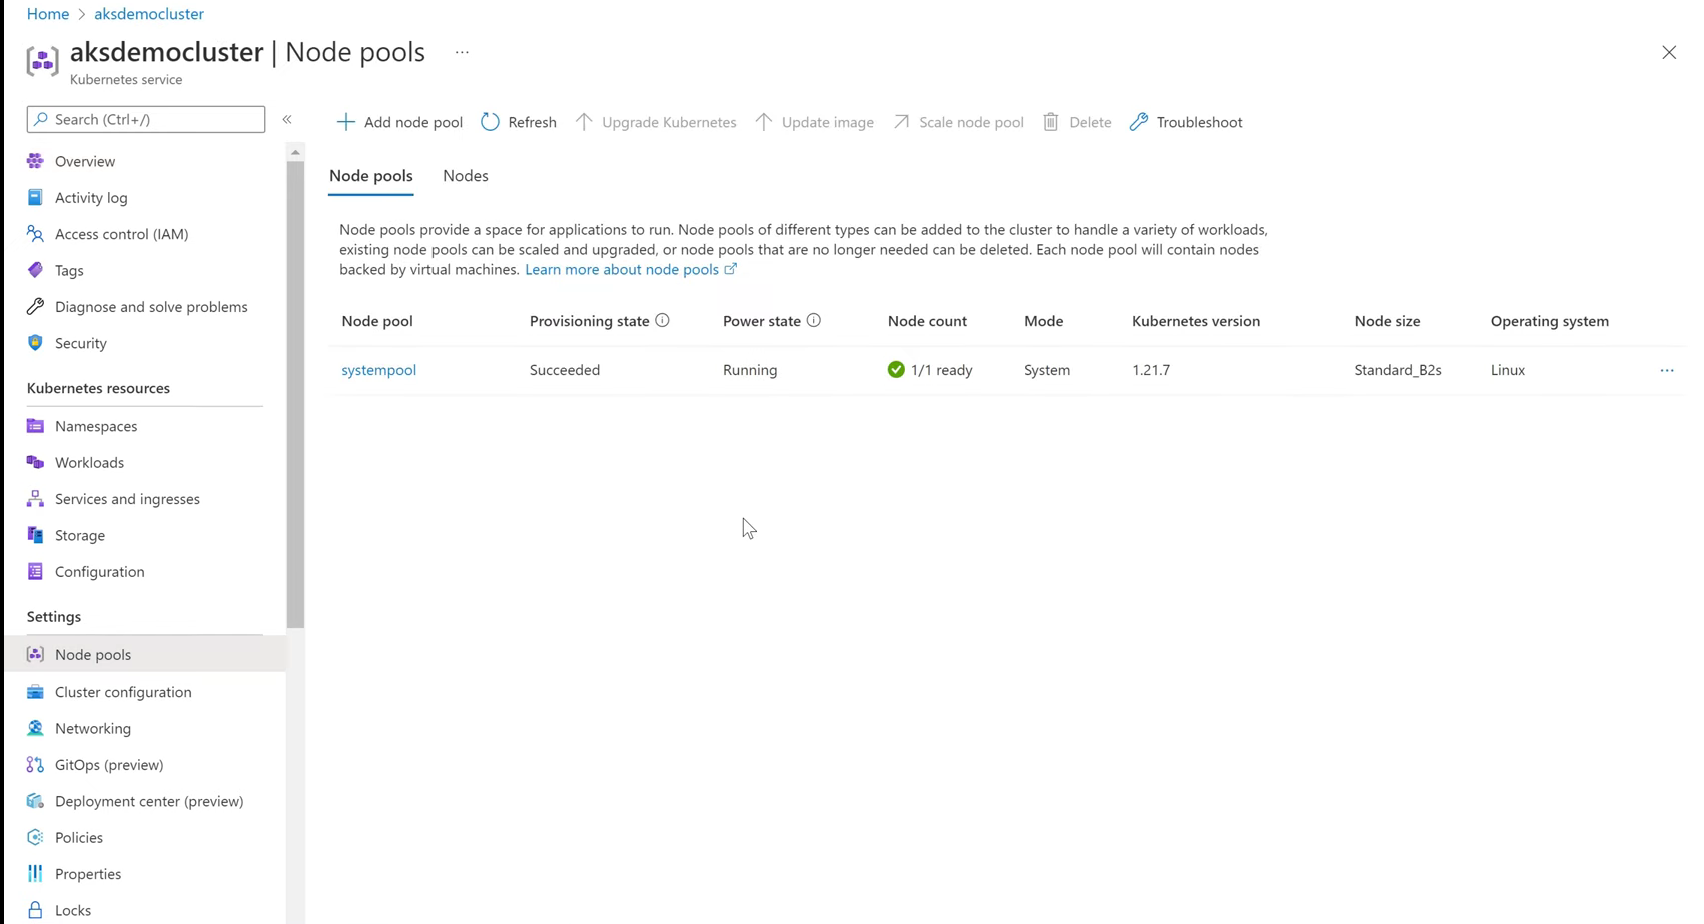 Home > aksdemocluster
aksdemocluster | Node pools ...
Kubernetes service
Search (Ctrl+/) «
Add node pool Refresh Upgrade Kubernetes Update image Scale node pool Delete Troubleshoot
Overview
Activity log
Access control (IAM)
Tags
Diagnose and solve problems
Security
Kubernetes resources
Namespaces
Workloads
Services and ingresses
Storage
Configuration
Settings
Node pools
Cluster configuration
Networking
GitOps (preview)
Deployment center (preview)
Policies
Properties
Locks
Node pools Nodes
Node pools provide a space for applications to run. Node pools of different types can be added to the cluster to handle a variety of workloads,
existing node pools can be scaled and upgraded, or node pools that are no longer needed can be deleted. Each node pool will contain nodes
backed by virtual machines. Learn more about node pools
Node pool Provisioning state Power state Node count Mode Kubernetes version Node size Operating system
systempool Succeeded Running 1/1 ready System 1.21.7 Standard_B2s Linux ...